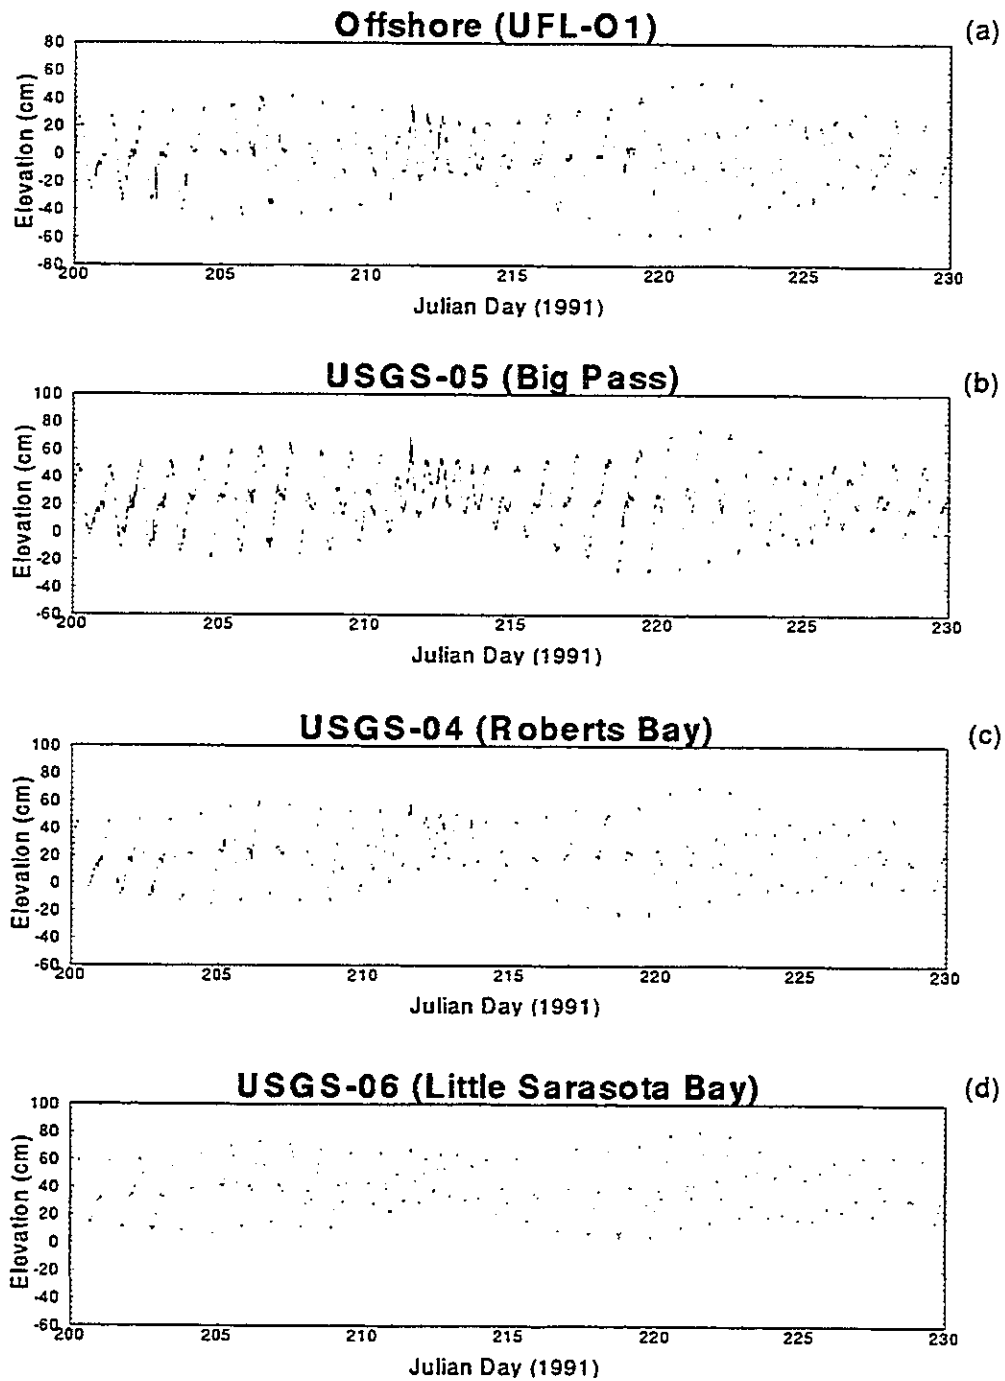 Offshore (UFL-O1)
(a)
80
60
40
20
0
-20
-40
-60
-80
Elevation (cm)
200 205 210 215 220 225 230
Julian Day (1991)
USGS-05 (Big Pass)
(b)
100
80
60
40
20
0
-20
-40
-60
Elevation (cm)
200 205 210 215 220 225 230
Julian Day (1991)
USGS-04 (Roberts Bay)
(c)
100
80
60
40
20
0
-20
-40
-60
Elevation (cm)
200 205 210 215 220 225 230
Julian Day (1991)
USGS-06 (Little Sarasota Bay)
(d)
100
80
60
40
20
0
-20
-40
-60
Elevation (cm)
200 205 210 215 220 225 230
Julian Day (1991)